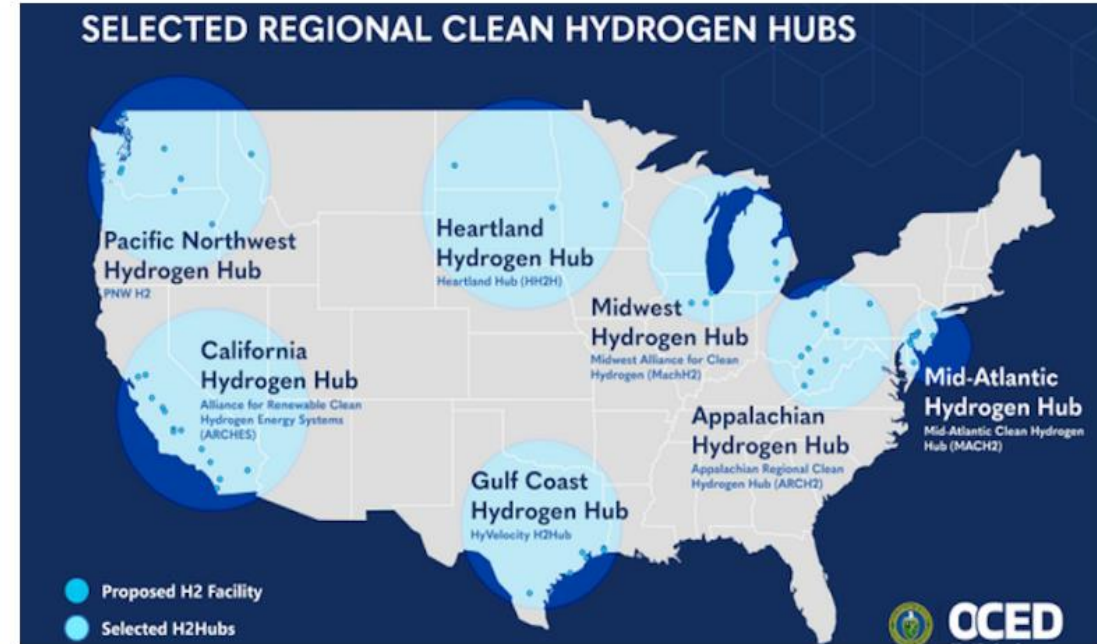 SELECTED REGIONAL CLEAN HYDROGEN HUBS
Pacific Northwest
Hydrogen Hub
PNW H2
Heartland
Hydrogen Hub
Heartland Hub (HH2H)
Midwest
Hydrogen Hub
Midwest Alliance for Clean
Hydrogen (MachH2)
California
Hydrogen Hub
Alliance for Renewable Clean
Hydrogen Energy Systems
(ARCHES)
Mid-Atlantic
Hydrogen Hub
Mid-Atlantic Clean Hydrogen
Hub (MACH2)
Appalachian
Hydrogen Hub
Appalachian Regional Clean
Hydrogen Hub (ARCH2)
Gulf Coast
Hydrogen Hub
HyVelocity H2Hub
Proposed H2 Facility
Selected H2Hubs
OCED